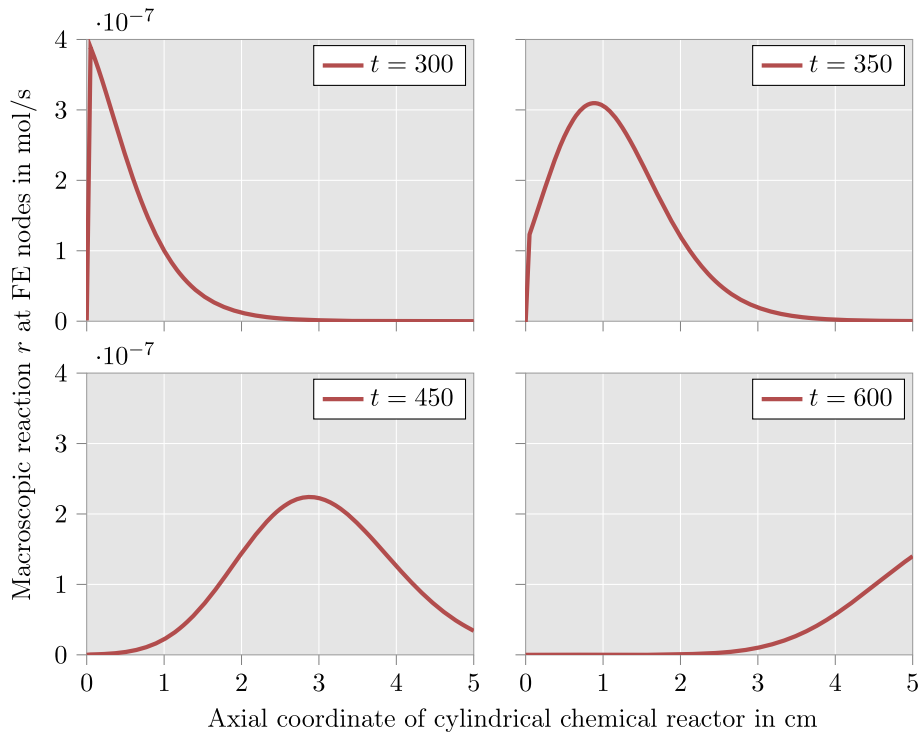 ·10−7
4
3
2
1
0
t = 300
t = 350
Macroscopic reaction r at FE nodes in mol/s
·10−7
4
3
2
1
0
t = 450
t = 600
0 1 2 3 4 5
0 1 2 3 4 5
Axial coordinate of cylindrical chemical reactor in cm